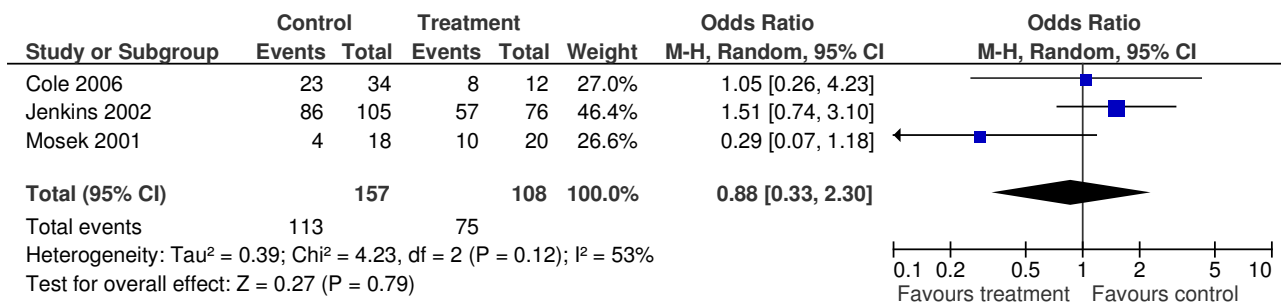 Control Treatment Odds Ratio Odds Ratio
Study or Subgroup Events Total Events Total Weight M-H, Random, 95% CI M-H, Random, 95% CI
Cole 2006 23 34 8 12 27.0% 1.05 [0.26, 4.23]
Jenkins 2002 86 105 57 76 46.4% 1.51 [0.74, 3.10]
Mosek 2001 4 18 10 20 26.6% 0.29 [0.07, 1.18]
Total (95% CI) 157 108 100.0% 0.88 [0.33, 2.30]
Total events 113 75
Heterogeneity: Tau² = 0.39; Chi² = 4.23, df = 2 (P = 0.12); I² = 53%
Test for overall effect: Z = 0.27 (P = 0.79)
0.1 0.2 0.5 1 2 5 10
Favours treatment Favours control